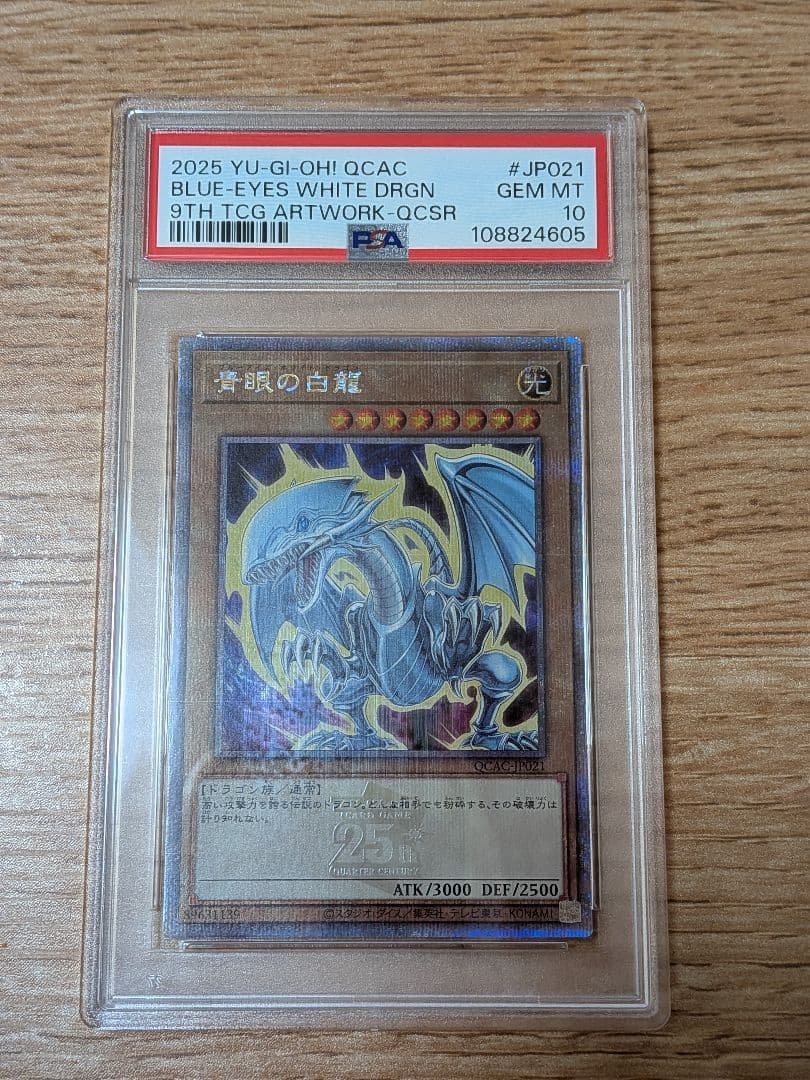 2025 YU-GI-OH! QCAC #JP021
BLUE-EYES WHITE DRGN GEM MT
9TH TCG ARTWORK-QCSR 10
PSA 108824605
青眼の白龍 光
QCAC-JP021
【ドラゴン族／通常】
高い攻撃力を誇る伝説のドラゴン。どんな相手でも粉砕する、その破壊力は
計り知れない。
CARD GAME
25th
QUARTER CENTURY
ATK/3000 DEF/2500
89631139 ©スタジオ・ダイス／集英社・テレビ東京・KONAMI